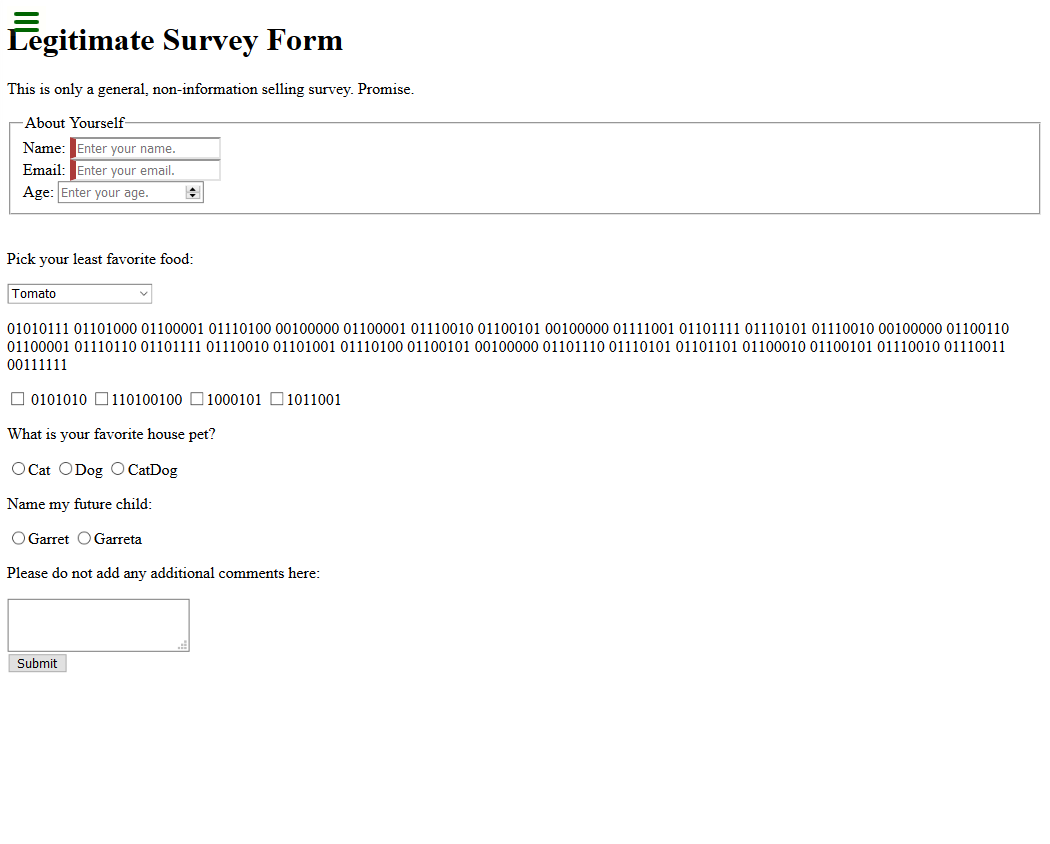 Legitimate Survey Form
This is only a general, non-information selling survey. Promise.
About Yourself
Name: Enter your name.
Email: Enter your email.
Age: Enter your age.
Pick your least favorite food:
Tomato
01010111 01101000 01100001 01110100 00100000 01100001 01110010 01100101 00100000 01111001 01101111 01110101 01110010 00100000 01100110
01100001 01110110 01101111 01110010 01101001 01110100 01100101 00100000 01101110 01110101 01101101 01100010 01100101 01110010 01110011
00111111
0101010 110100100 1000101 1011001
What is your favorite house pet?
Cat Dog CatDog
Name my future child:
Garret Garreta
Please do not add any additional comments here:
Submit